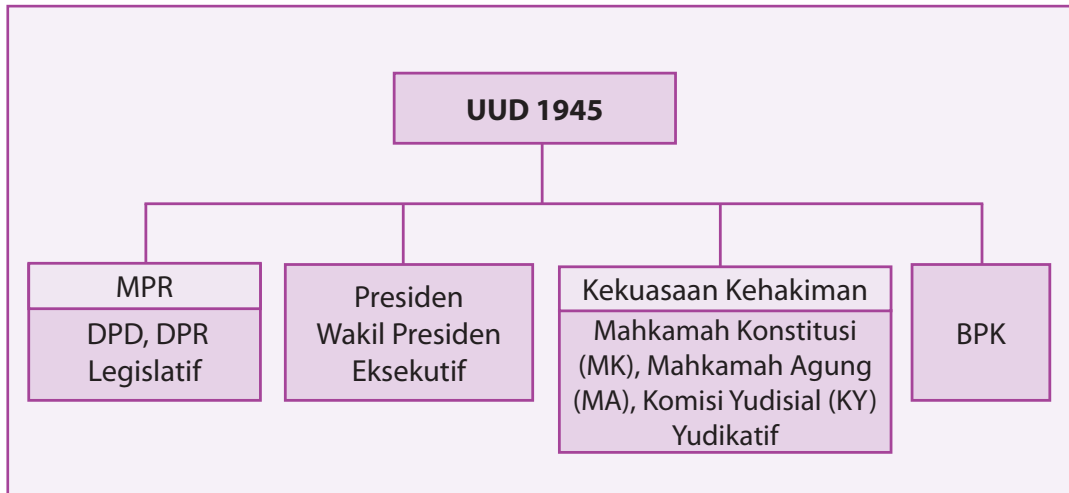 UUD 1945
MPR
DPD, DPR
Legislatif
Presiden
Wakil Presiden
Eksekutif
Kekuasaan Kehakiman
Mahkamah Konstitusi
(MK), Mahkamah Agung
(MA), Komisi Yudisial (KY)
Yudikatif
BPK